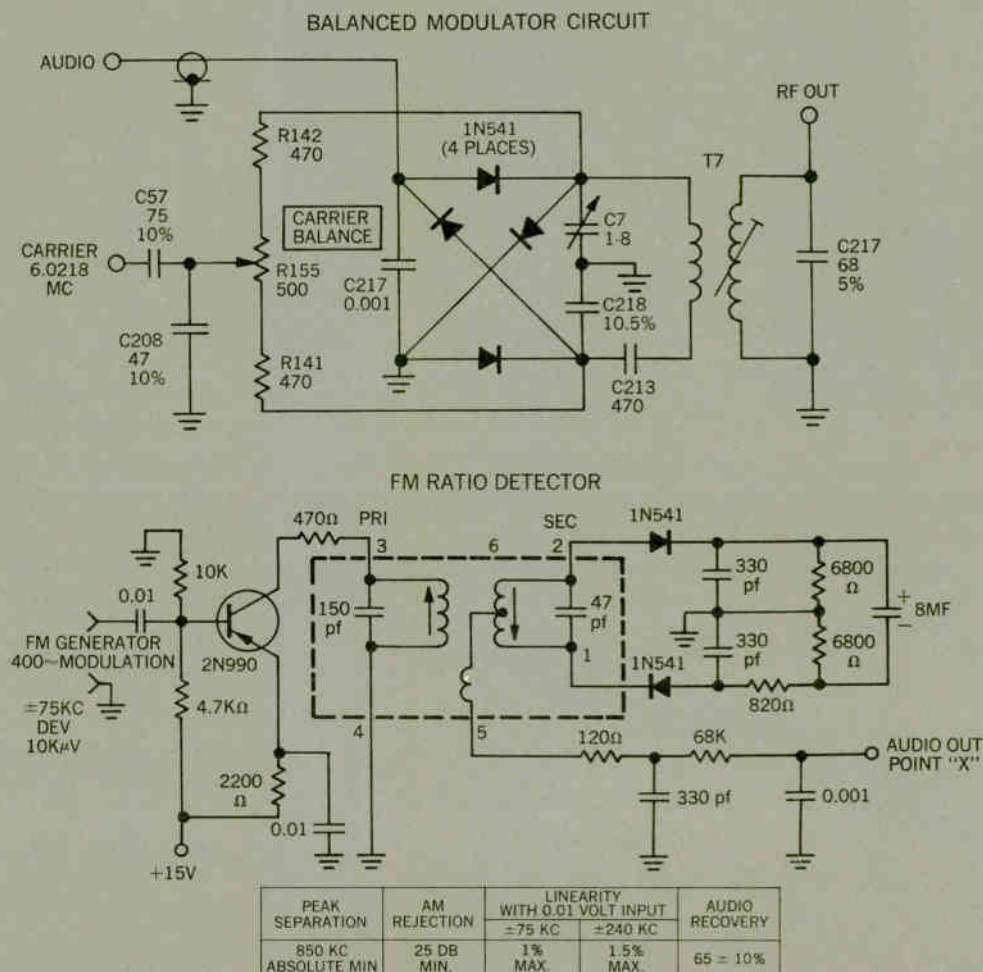 BALANCED MODULATOR CIRCUIT
AUDIO
RF OUT
R142
470
1N541
(4 PLACES)
T7
C57
75
10%
CARRIER
BALANCE
C7
1-8
CARRIER
6.0218
MC
R155
500
C217
0.001
C217
68
5%
C218
10.5%
C208
47
10%
R141
470
C213
470
FM RATIO DETECTOR
470Ω
PRI
SEC
1N541
3
6
2
10K
330
pf
6800
Ω
0.01
150
pf
47
pf
+
8MF
-
FM GENERATOR
400~MODULATION
2N990
330
pf
6800
Ω
1
1N541
±75KC
DEV
10KμV
4.7KΩ
820Ω
4
5
120Ω
68K
AUDIO OUT
POINT "X"
2200
Ω
0.01
330 pf
0.001
+15V
PEAK
SEPARATION
AM
REJECTION
LINEARITY
WITH 0.01 VOLT INPUT
±75 KC
±240 KC
AUDIO
RECOVERY
850 KC
ABSOLUTE MIN
25 DB
MIN.
1%
MAX.
1.5%
MAX.
65 ± 10%